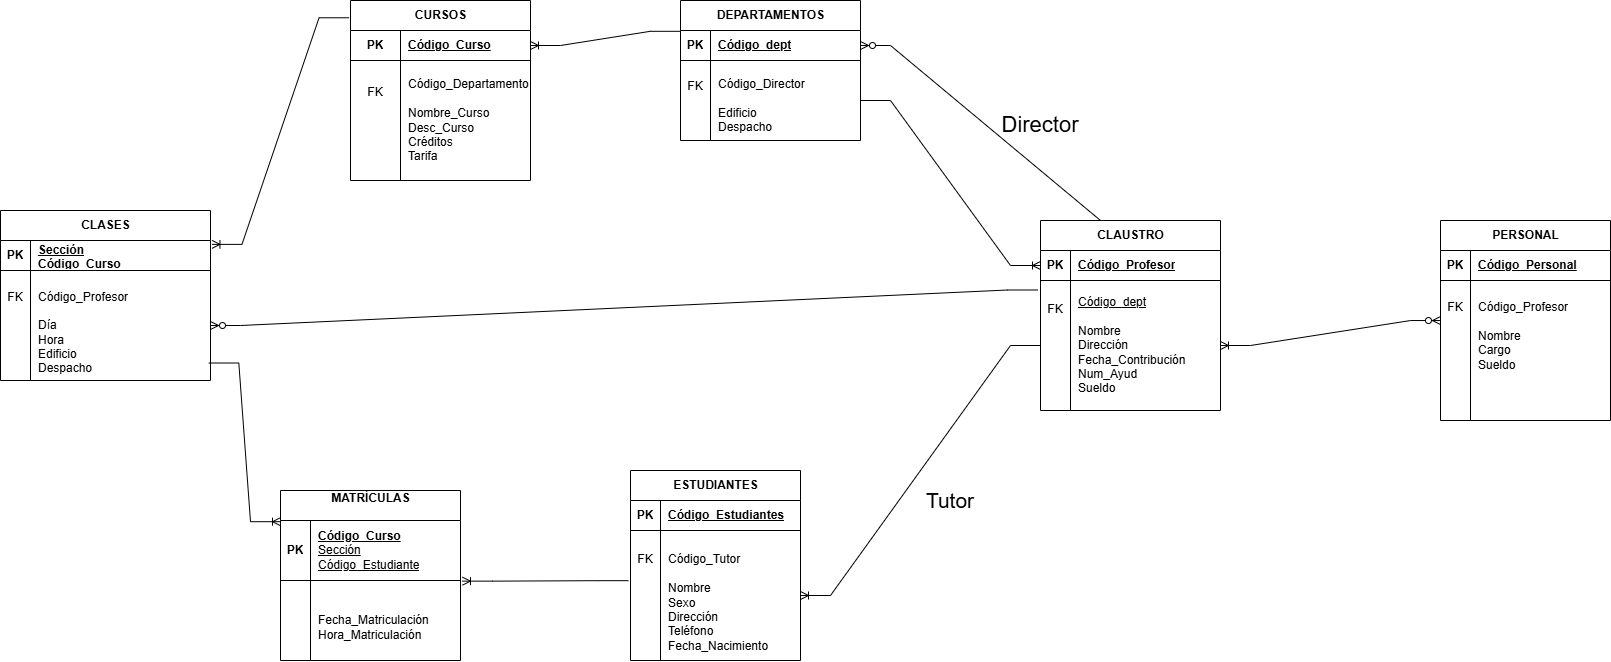 CURSOS
PK Código_Curso
FK Código_Departamento
Nombre_Curso
Desc_Curso
Créditos
Tarifa
DEPARTAMENTOS
PK Código_dept
FK Código_Director
Edificio
Despacho
Director
CLASES
PK Sección
Código_Curso
FK Código_Profesor
Día
Hora
Edificio
Despacho
CLAUSTRO
PK Código_Profesor
FK Código_dept
Nombre
Dirección
Fecha_Contribución
Num_Ayud
Sueldo
PERSONAL
PK Código_Personal
FK Código_Profesor
Nombre
Cargo
Sueldo
Tutor
MATRÍCULAS
PK Código_Curso
Sección
Código_Estudiante
Fecha_Matriculación
Hora_Matriculación
ESTUDIANTES
PK Código_Estudiantes
FK Código_Tutor
Nombre
Sexo
Dirección
Teléfono
Fecha_Nacimiento